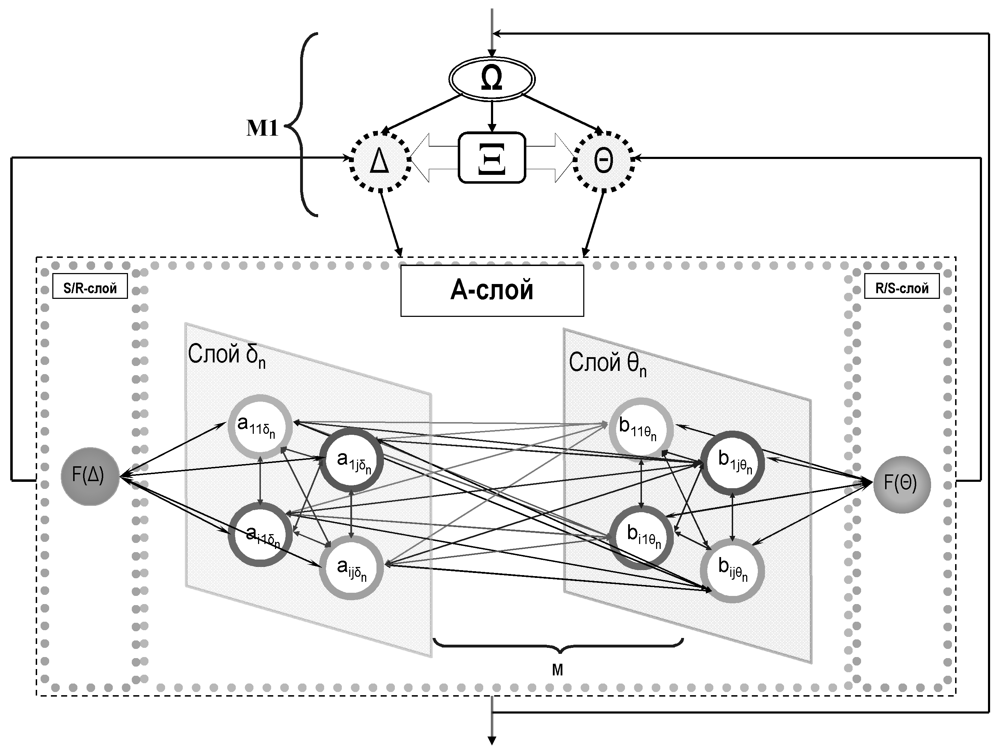 Ω
M1
Δ
Ξ
Θ
S/R-слой
А-слой
R/S-слой
Слой δn
Слой θn
a11δn
b11θn
a1jδn
b1jθn
F(Δ)
F(Θ)
ai1δn
bi1θn
aijδn
bijθn
М